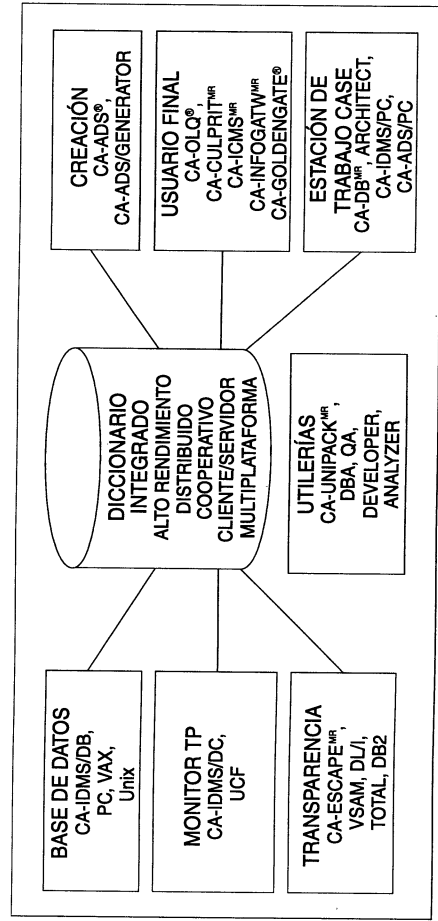 BASE DE DATOS
CA-IDMS/DB,
PC, VAX,
Unix
MONITOR TP
CA-IDMS/DC,
UCF
TRANSPARENCIA
CA-ESCAPEᴹᴿ,
VSAM, DL/I,
TOTAL, DB2
DICCIONARIO
INTEGRADO
ALTO RENDIMIENTO
DISTRIBUIDO
COOPERATIVO
CLIENTE/SERVIDOR
MULTIPLATAFORMA
UTILERÍAS
CA-UNIPACKᴹᴿ,
DBA, QA,
DEVELOPER,
ANALYZER
CREACIÓN
CA-ADS®,
CA-ADS/GENERATOR
USUARIO FINAL
CA-OLQ®,
CA-CULPRITᴹᴿ
CA-ICMSᴹᴿ
CA-INFOGATWᴹᴿ
CA-GOLDENGATE®
ESTACIÓN DE
TRABAJO CASE
CA-DBᴹᴿ, ARCHITECT,
CA-IDMS/PC,
CA-ADS/PC